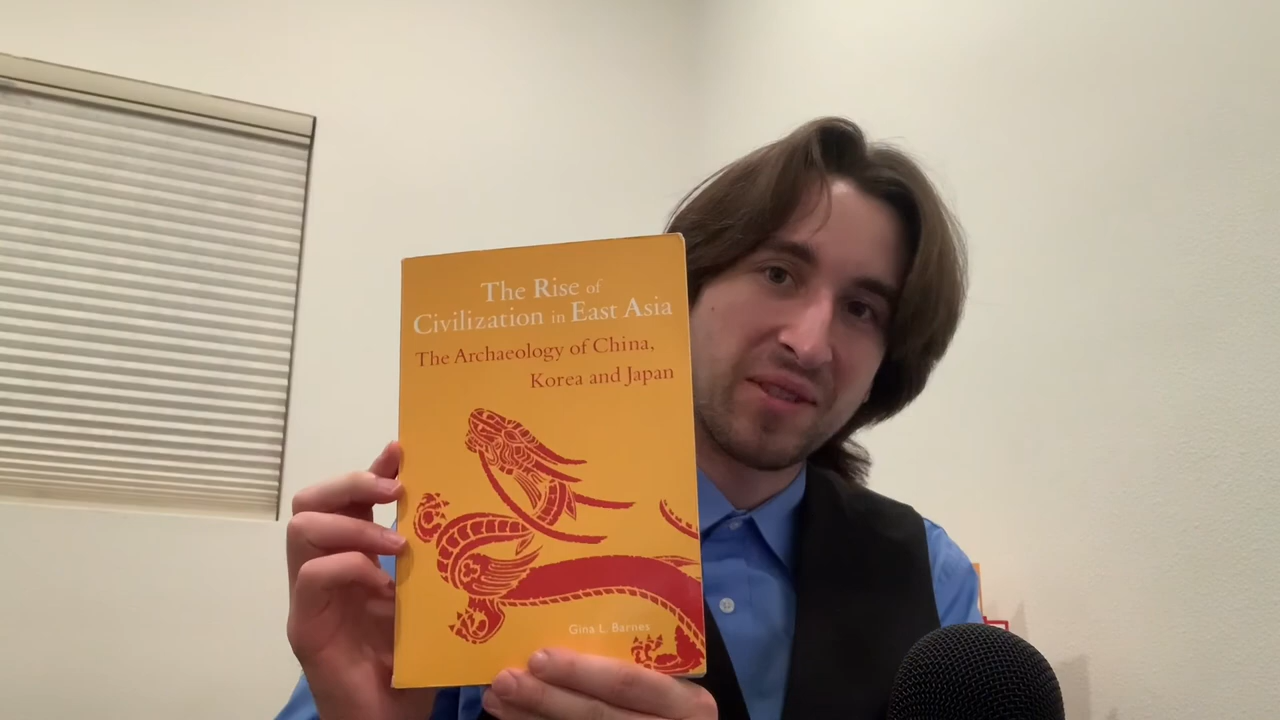 The Rise of
Civilization in East Asia
The Archaeology of China,
Korea and Japan
Gina L. Barnes